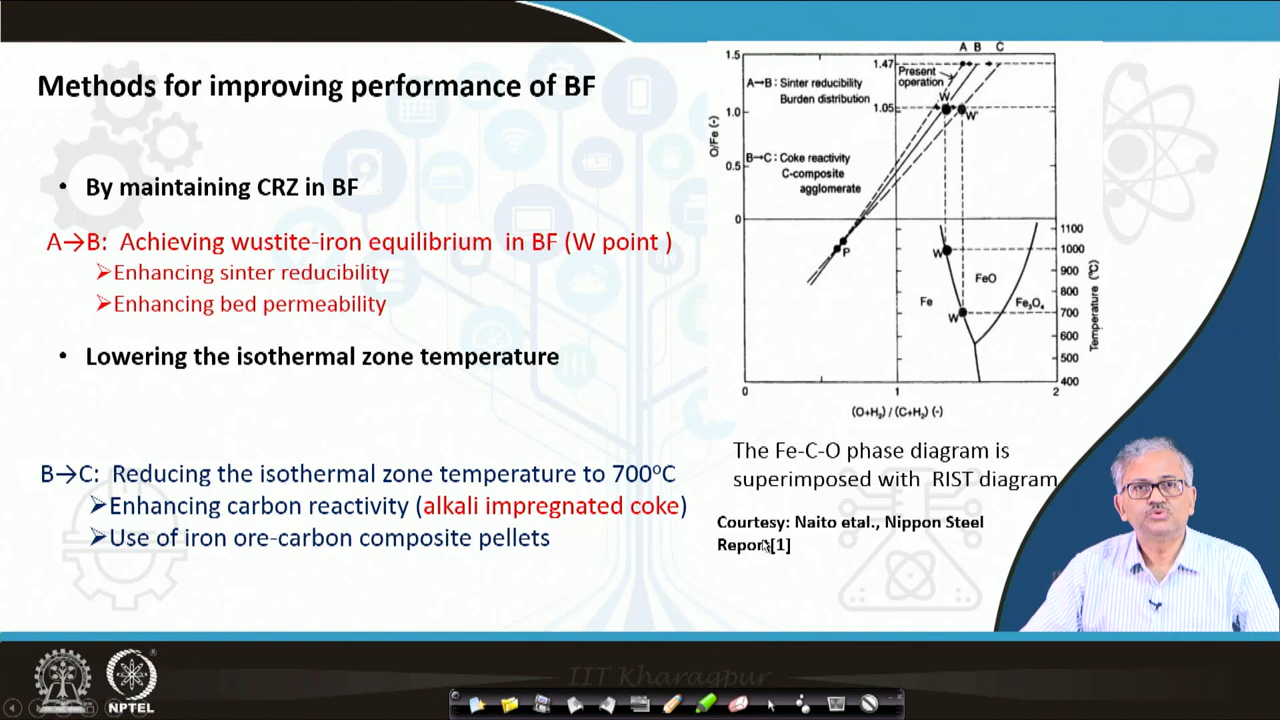 Methods for improving performance of BF
• By maintaining CRZ in BF
A→B: Achieving wustite-iron equilibrium in BF (W point )
➢Enhancing sinter reducibility
➢Enhancing bed permeability
• Lowering the isothermal zone temperature
B→C: Reducing the isothermal zone temperature to 700ºC
➢Enhancing carbon reactivity (alkali impregnated coke)
➢Use of iron ore-carbon composite pellets
A B C
1.5
1.47
1.05
1.0
0.5
0
O/Fe (-)
Present
operation
A→B : Sinter reducibility
Burden distribution
B→C : Coke reactivity
C-composite
agglomerate
W
W'
P
W
W'
Fe
FeO
Fe₃O₄
1100
1000
900
800
700
600
500
400
Temperature (℃)
0 1 2
(O+H₂) / (C+H₂) (-)
The Fe-C-O phase diagram is
superimposed with RIST diagram
Courtesy: Naito etal., Nippon Steel
Report[1]
IIT Kharagpur
NPTEL